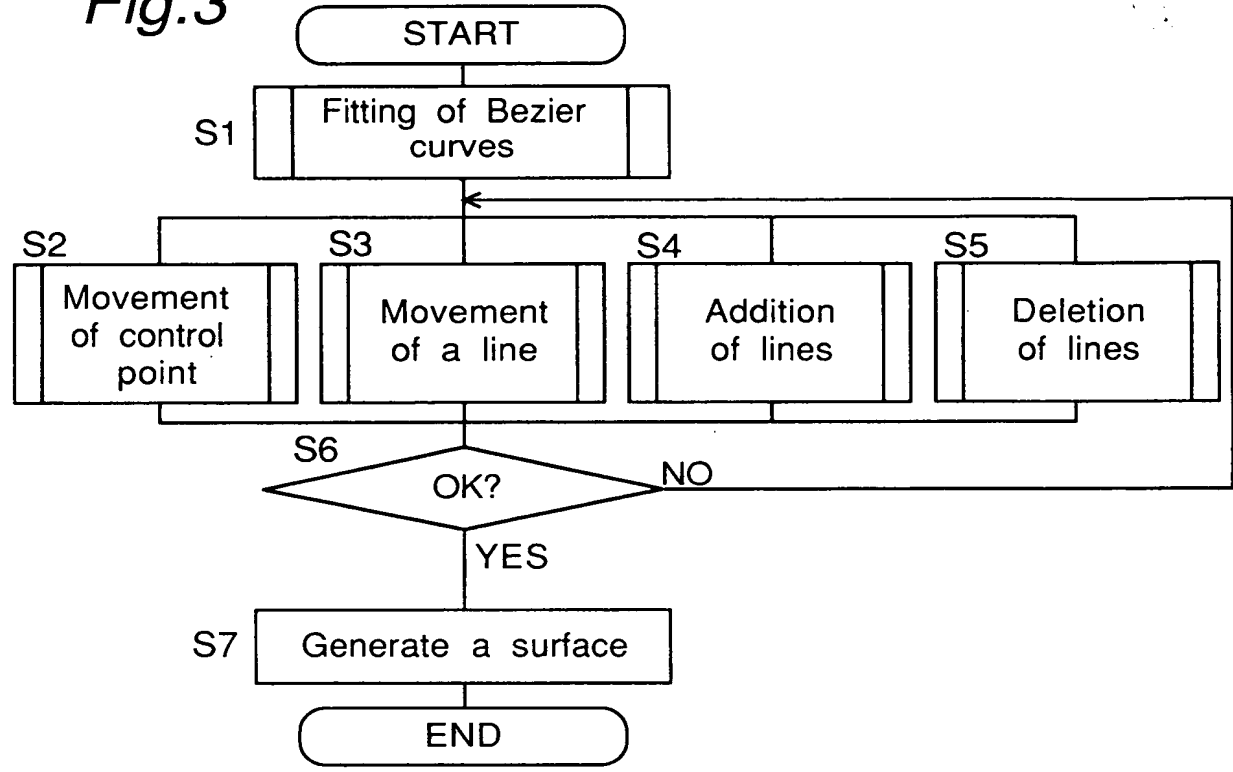 Fig.3
START
S1
Fitting of Bezier
curves
S2
S3
S4
S5
Movement
of control
point
Movement
of a line
Addition
of lines
Deletion
of lines
S6
OK?
NO
YES
S7
Generate a surface
END